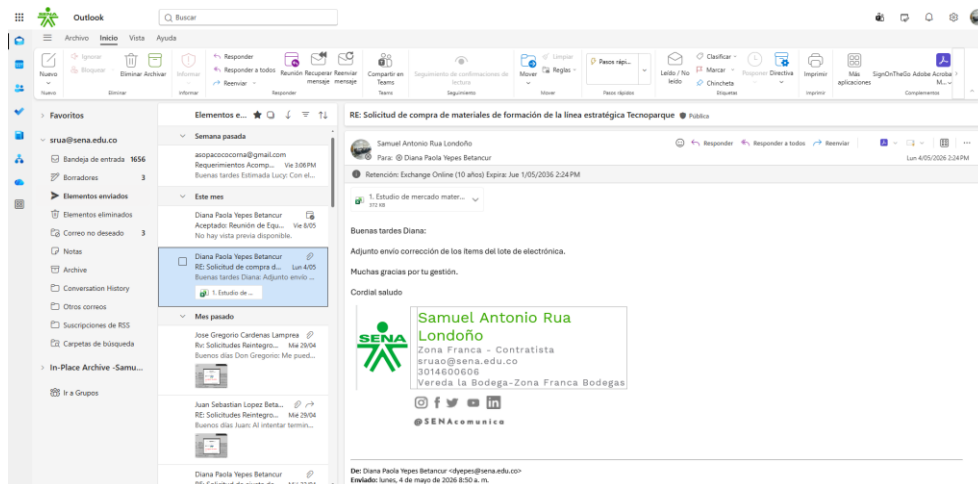 Outlook
Buscar
Archivo Inicio Vista Ayuda
Nuevo
Ignorar
Bloquear
Eliminar Archivar
Informar
Responder
Responder a todos
Reenviar
Reunión Recuperar Reenviar
mensaje mensaje
Compartir en
Teams
Seguimiento de confirmaciones de
lectura
Mover
Limpiar
Reglas
Pasos rápi...
Leído / No
leído
Clasificar
Marcar
Chincheta
Posponer Directiva
Imprimir
Más
aplicaciones
SignOnTheGo Adobe Acrobat
M...
Nuevo Eliminar Informar Responder Teams Seguimiento Mover Pasos rápidos Etiquetas Imprimir Complementos
Favoritos
srua@sena.edu.co
Bandeja de entrada 1656
Borradores 3
Elementos enviados
Elementos eliminados
Correo no deseado 3
Notas
Archive
Conversation History
Otros correos
Suscripciones de RSS
Carpetas de búsqueda
In-Place Archive -Samu...
Ir a Grupos
Elementos e...
Semana pasada
asopacococorna@gmail.com
Requerimientos Acomp... Vie 3:06 PM
Buenas tardes Estimada Lucy: Con el...
Este mes
Diana Paola Yepes Betancur
Aceptado: Reunión de Equ... Vie 8/05
No hay vista previa disponible.
Diana Paola Yepes Betancur
RE: Solicitud de compra d... Lun 4/05
Buenas tardes Diana: Adjunto envío ...
1. Estudio de ...
Mes pasado
Jose Gregorio Cardenas Lamprea
Rv: Solicitudes Reintegro... Mié 29/04
Buenos días Don Gregorio: Me pued...
Juan Sebastian Lopez Beta...
RE: Solicitudes Reintegro... Mié 29/04
Buenos días Juan: Al intentar termin...
Diana Paola Yepes Betancur
RE: Solicitud de compra de materiales de formación de la línea estratégica Tecnoparque Pública
Samuel Antonio Rua Londoño
Para: Diana Paola Yepes Betancur
Responder Responder a todos Reenviar
Lun 4/05/2026 2:24 PM
Retención: Exchange Online (10 años) Expira: Jue 1/05/2036 2:24 PM
1. Estudio de mercado mater...
572 KB
Buenas tardes Diana:
Adjunto envío corrección de los ítems del lote de electrónica.
Muchas gracias por tu gestión.
Cordial saludo
SENA
Samuel Antonio Rua
Londoño
Zona Franca - Contratista
sruao@sena.edu.co
3014600606
Vereda la Bodega-Zona Franca Bodegas
@SENAcomunica
De: Diana Paola Yepes Betancur <dyepes@sena.edu.co>
Enviado: lunes, 4 de mayo de 2026 8:50 a. m.